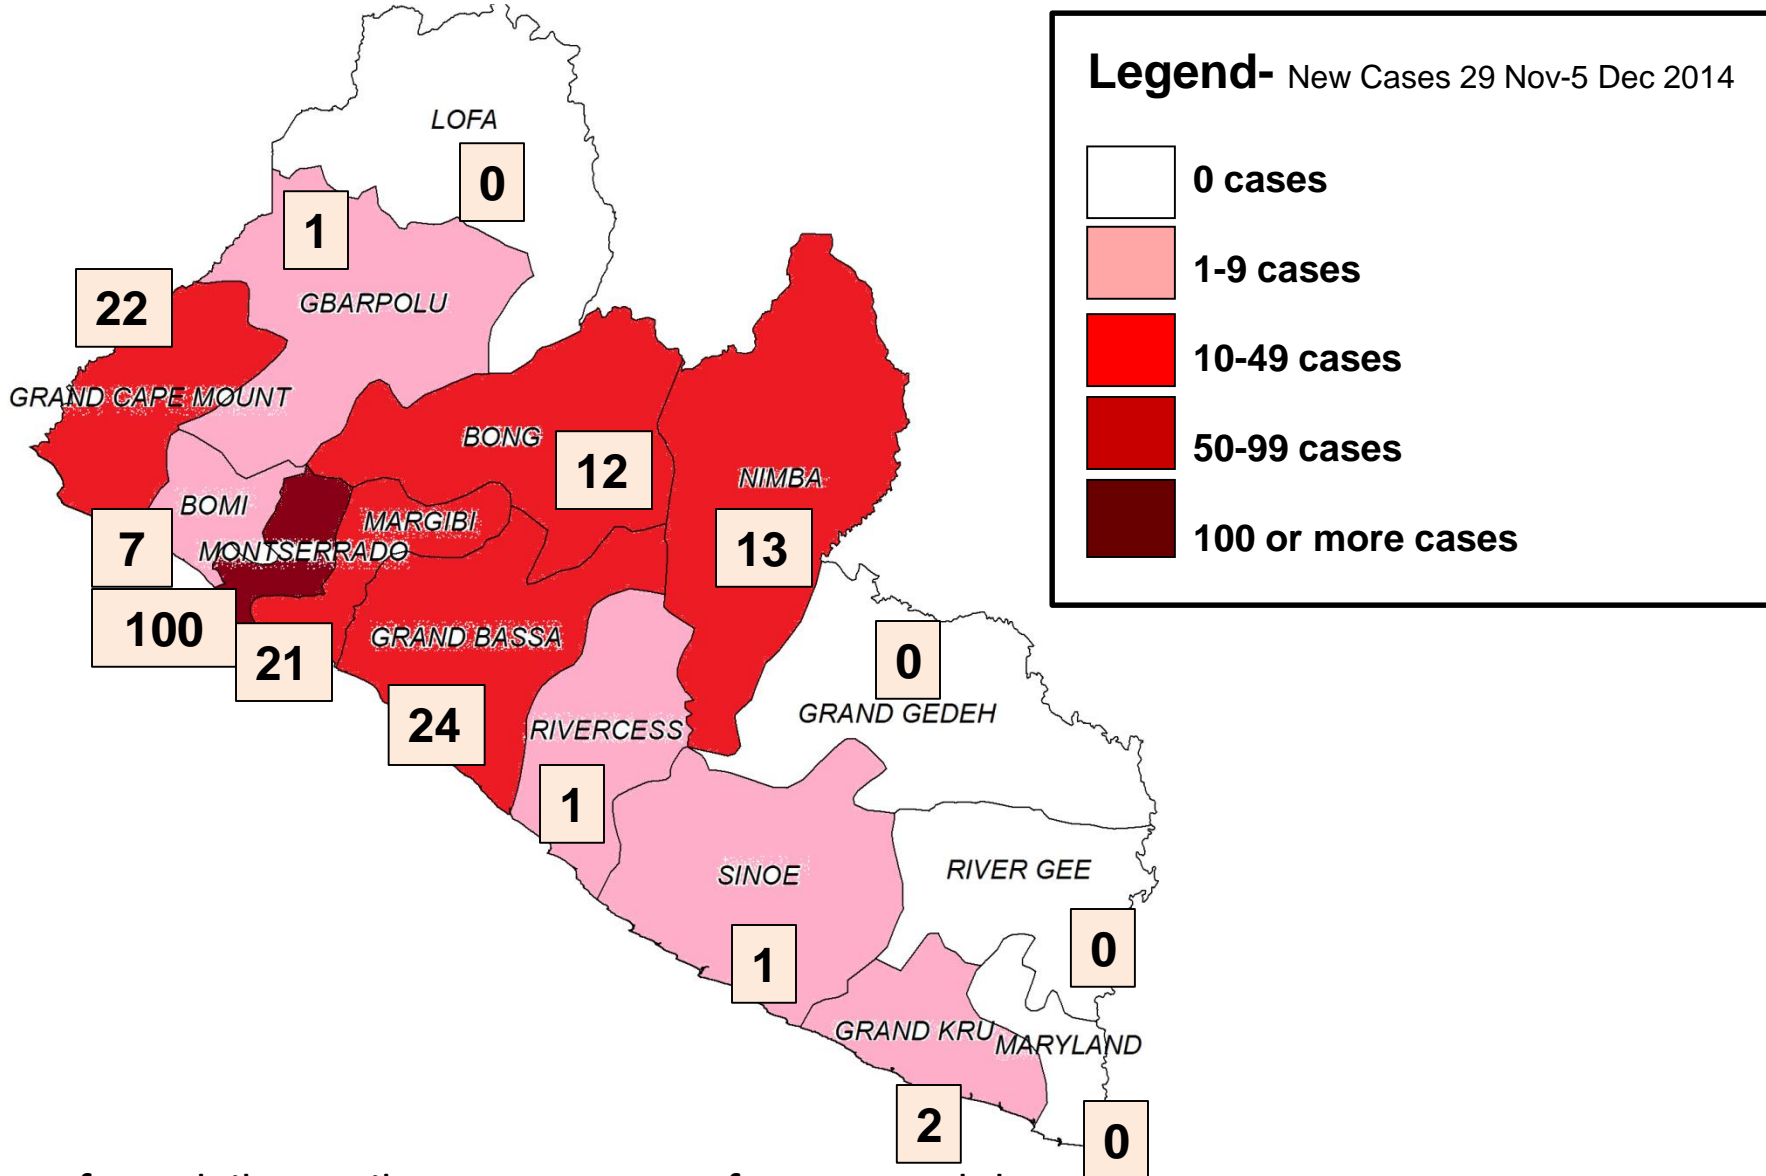 Legend- New Cases 29 Nov-5 Dec 2014
0 cases
1-9 cases
10-49 cases
50-99 cases
100 or more cases
LOFA
0
1
GBARPOLU
22
GRAND CAPE MOUNT
BONG
12
NIMBA
13
BOMI
7
MARGIBI
MONTSERRADO
100
21
GRAND BASSA
24
RIVERCESS
1
0
GRAND GEDEH
SINOE
1
RIVER GEE
0
GRAND KRU
2
MARYLAND
0